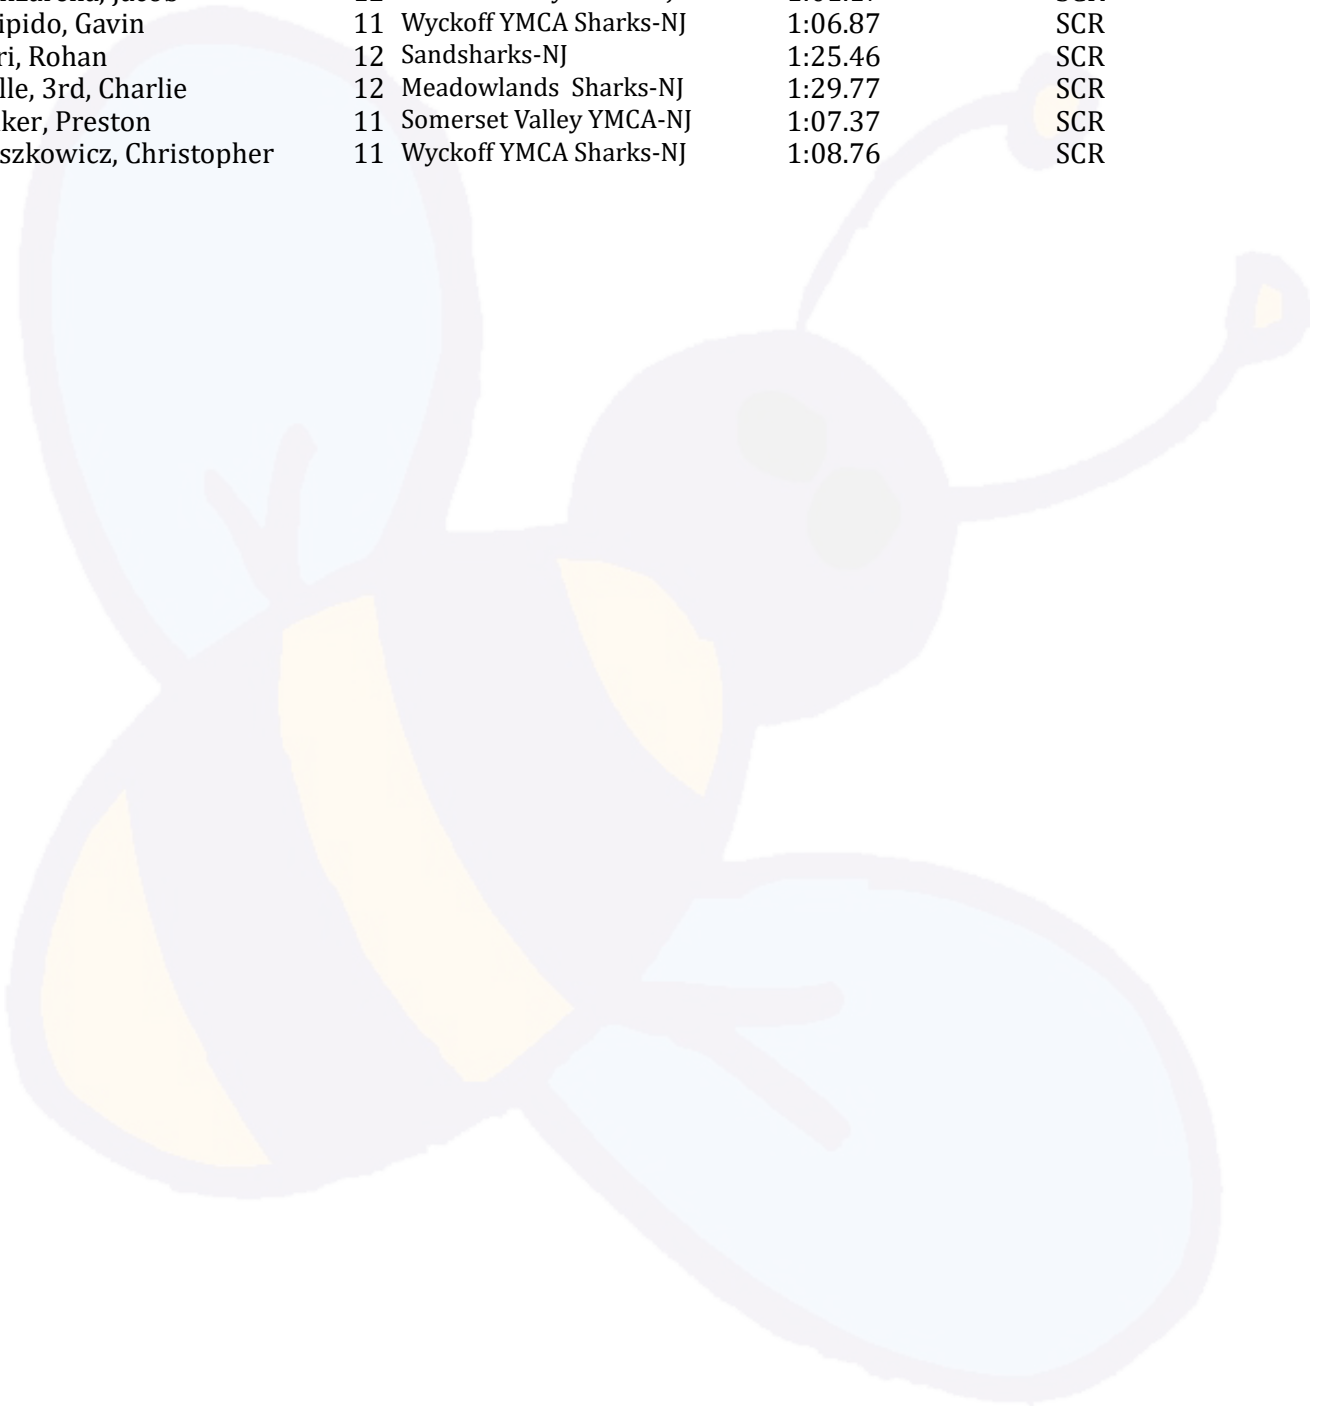 ipido, Gavin 11 Wyckoff YMCA Sharks-NJ 1:06.87 SCR
ri, Rohan 12 Sandsharks-NJ 1:25.46 SCR
lle, 3rd, Charlie 12 Meadowlands Sharks-NJ 1:29.77 SCR
ker, Preston 11 Somerset Valley YMCA-NJ 1:07.37 SCR
szkowicz, Christopher 11 Wyckoff YMCA Sharks-NJ 1:08.76 SCR